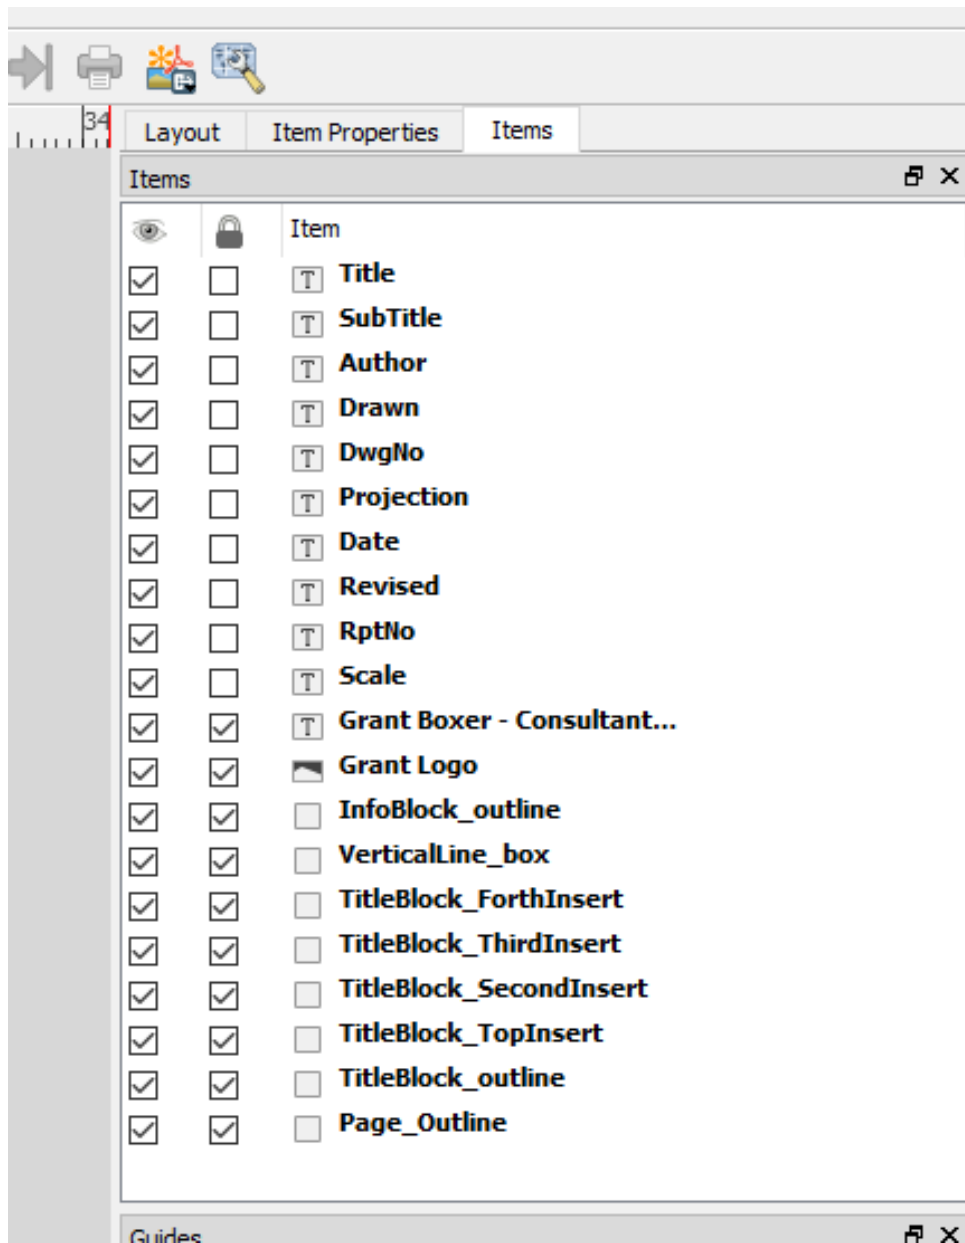 34
Layout Item Properties Items
Items
Item
T Title
T SubTitle
T Author
T Drawn
T DwgNo
T Projection
T Date
T Revised
T RptNo
T Scale
T Grant Boxer - Consultant...
Grant Logo
InfoBlock_outline
VerticalLine_box
TitleBlock_ForthInsert
TitleBlock_ThirdInsert
TitleBlock_SecondInsert
TitleBlock_TopInsert
TitleBlock_outline
Page_Outline
Guides